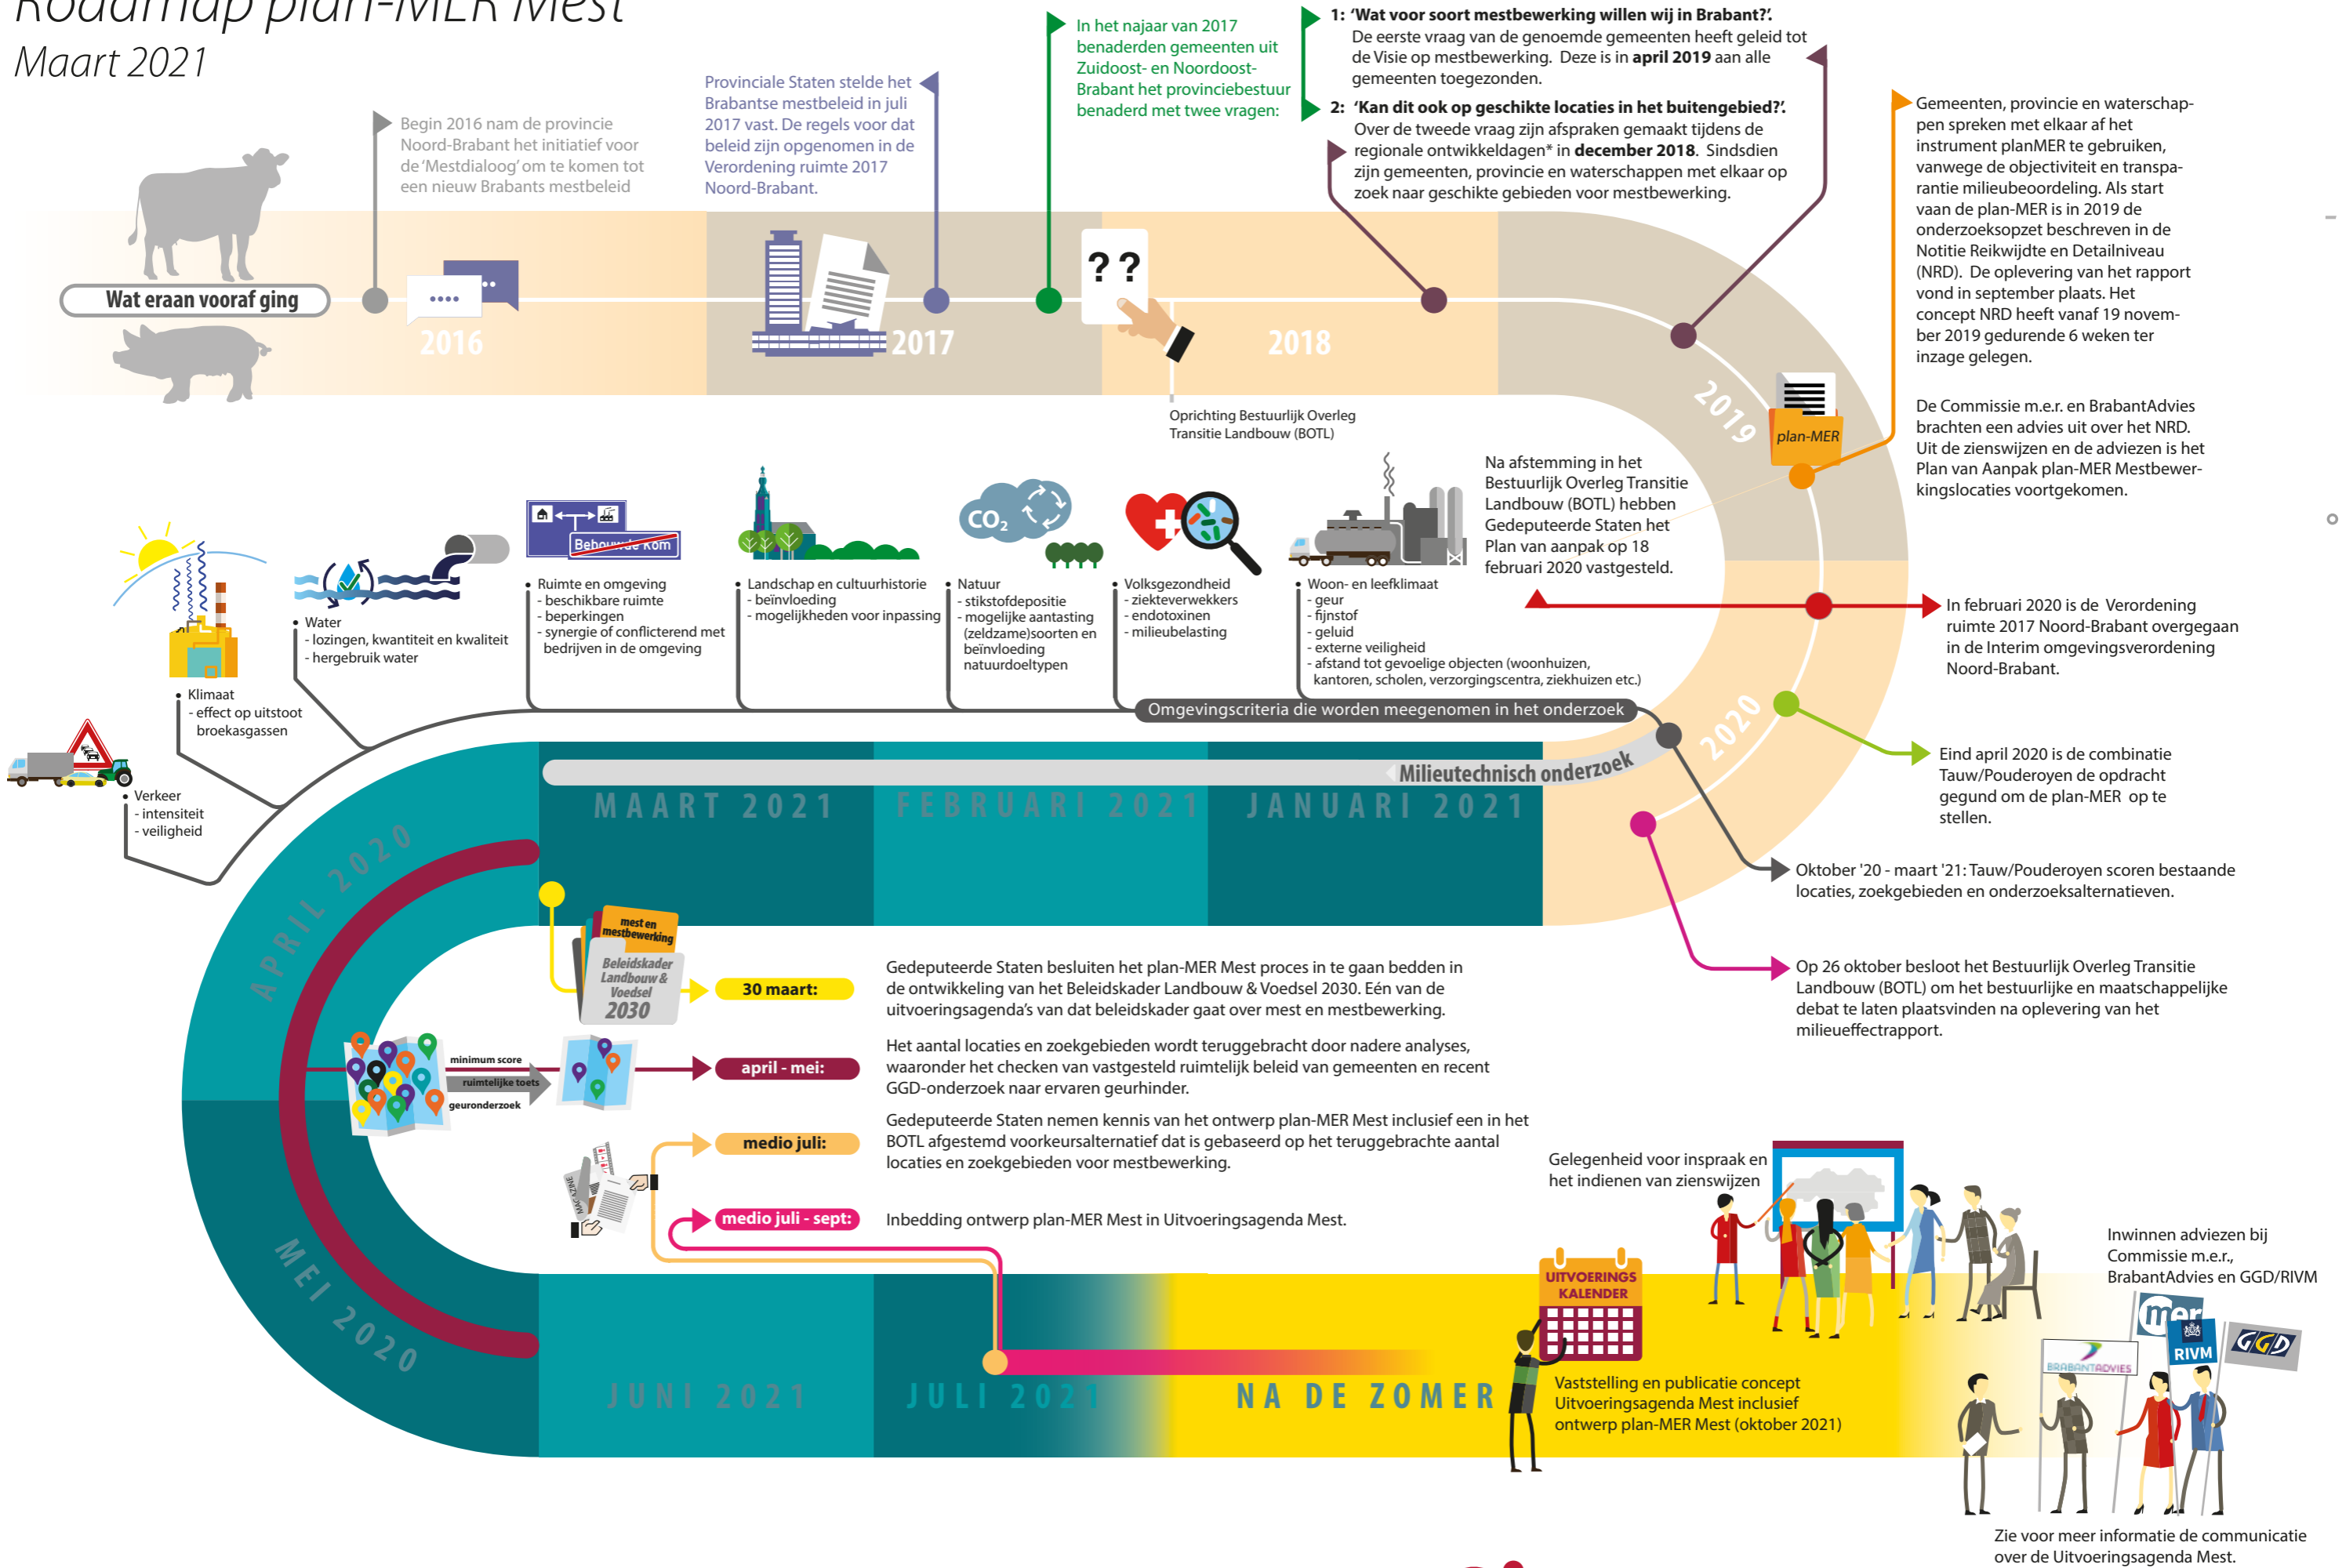 Roadmap plan-MER Mest
Maart 2021
Begin 2016 nam de provincie
Noord-Brabant het initiatief voor
de 'Mestdialoog' om te komen tot
een nieuw Brabants mestbeleid
Provinciale Staten stelde het
Brabantse mestbeleid in juli
2017 vast. De regels voor dat
beleid zijn opgenomen in de
Verordening ruimte 2017
Noord-Brabant.
In het najaar van 2017
benaderden gemeenten uit
Zuidoost- en Noordoost-
Brabant het provinciebestuur
benaderd met twee vragen:
1: 'Wat voor soort mestbewerking willen wij in Brabant?'.
De eerste vraag van de genoemde gemeenten heeft geleid tot
de Visie op mestbewerking. Deze is in april 2019 aan alle
gemeenten toegezonden.
2: 'Kan dit ook op geschikte locaties in het buitengebied?'.
Over de tweede vraag zijn afspraken gemaakt tijdens de
regionale ontwikkeldagen* in december 2018. Sindsdien
zijn gemeenten, provincie en waterschappen met elkaar op
zoek naar geschikte gebieden voor mestbewerking.
Gemeenten, provincie en waterschap-
pen spreken met elkaar af het
instrument planMER te gebruiken,
vanwege de objectiviteit en transpa-
rantie milieubeoordeling. Als start
vaan de plan-MER is in 2019 de
onderzoeksopzet beschreven in de
Notitie Reikwijdte en Detailniveau
(NRD). De oplevering van het rapport
vond in september plaats. Het
concept NRD heeft vanaf 19 novem-
ber 2019 gedurende 6 weken ter
inzage gelegen.
De Commissie m.e.r. en BrabantAdvies
brachten een advies uit over het NRD.
Uit de zienswijzen en de adviezen is het
Plan van Aanpak plan-MER Mestbewer-
kingslocaties voortgekomen.
Wat eraan vooraf ging
2016
2017
? ?
2018
2019
plan-MER
Oprichting Bestuurlijk Overleg
Transitie Landbouw (BOTL)
Na afstemming in het
Bestuurlijk Overleg Transitie
Landbouw (BOTL) hebben
Gedeputeerde Staten het
Plan van aanpak op 18
februari 2020 vastgesteld.
In februari 2020 is de Verordening
ruimte 2017 Noord-Brabant overgegaan
in de Interim omgevingsverordening
Noord-Brabant.
2020
Eind april 2020 is de combinatie
Tauw/Pouderoyen de opdracht
gegund om de plan-MER op te
stellen.
Oktober '20 - maart '21: Tauw/Pouderoyen scoren bestaande
locaties, zoekgebieden en onderzoeksalternatieven.
Op 26 oktober besloot het Bestuurlijk Overleg Transitie
Landbouw (BOTL) om het bestuurlijke en maatschappelijke
debat te laten plaatsvinden na oplevering van het
milieueffectrapport.
Bebouwde Kom
CO2
• Verkeer
- intensiteit
- veiligheid
• Klimaat
- effect op uitstoot
broekasgassen
• Water
- lozingen, kwantiteit en kwaliteit
- hergebruik water
• Ruimte en omgeving
- beschikbare ruimte
- beperkingen
- synergie of conflicterend met
bedrijven in de omgeving
• Landschap en cultuurhistorie
- beïnvloeding
- mogelijkheden voor inpassing
• Natuur
- stikstofdepositie
- mogelijke aantasting
(zeldzame)soorten en
beïnvloeding
natuurdoeltypen
• Volksgezondheid
- ziekteverwekkers
- endotoxinen
- milieubelasting
• Woon- en leefklimaat
- geur
- fijnstof
- geluid
- externe veiligheid
- afstand tot gevoelige objecten (woonhuizen,
kantoren, scholen, verzorgingscentra, ziekhuizen etc.)
Omgevingscriteria die worden meegenomen in het onderzoek
Milieutechnisch onderzoek
MAART 2021
FEBRUARI 2021
JANUARI 2021
APRIL 2020
MEI 2020
mest en
mestbewerking
Beleidskader
Landbouw &
Voedsel
2030
30 maart:
Gedeputeerde Staten besluiten het plan-MER Mest proces in te gaan bedden in
de ontwikkeling van het Beleidskader Landbouw & Voedsel 2030. Eén van de
uitvoeringsagenda's van dat beleidskader gaat over mest en mestbewerking.
minimum score
ruimtelijke toets
geuronderzoek
april - mei:
Het aantal locaties en zoekgebieden wordt teruggebracht door nadere analyses,
waaronder het checken van vastgesteld ruimtelijk beleid van gemeenten en recent
GGD-onderzoek naar ervaren geurhinder.
medio juli:
Gedeputeerde Staten nemen kennis van het ontwerp plan-MER Mest inclusief een in het
BOTL afgestemd voorkeursalternatief dat is gebaseerd op het teruggebrachte aantal
locaties en zoekgebieden voor mestbewerking.
MAGAZINE
medio juli - sept:
Inbedding ontwerp plan-MER Mest in Uitvoeringsagenda Mest.
JUNI 2021
JULI 2021
NA DE ZOMER
UITVOERINGS
KALENDER
Vaststelling en publicatie concept
Uitvoeringsagenda Mest inclusief
ontwerp plan-MER Mest (oktober 2021)
Gelegenheid voor inspraak en
het indienen van zienswijzen
Inwinnen adviezen bij
Commissie m.e.r.,
BrabantAdvies en GGD/RIVM
mer
RIVM
GGD
BRABANTADVIES
Zie voor meer informatie de communicatie
over de Uitvoeringsagenda Mest.